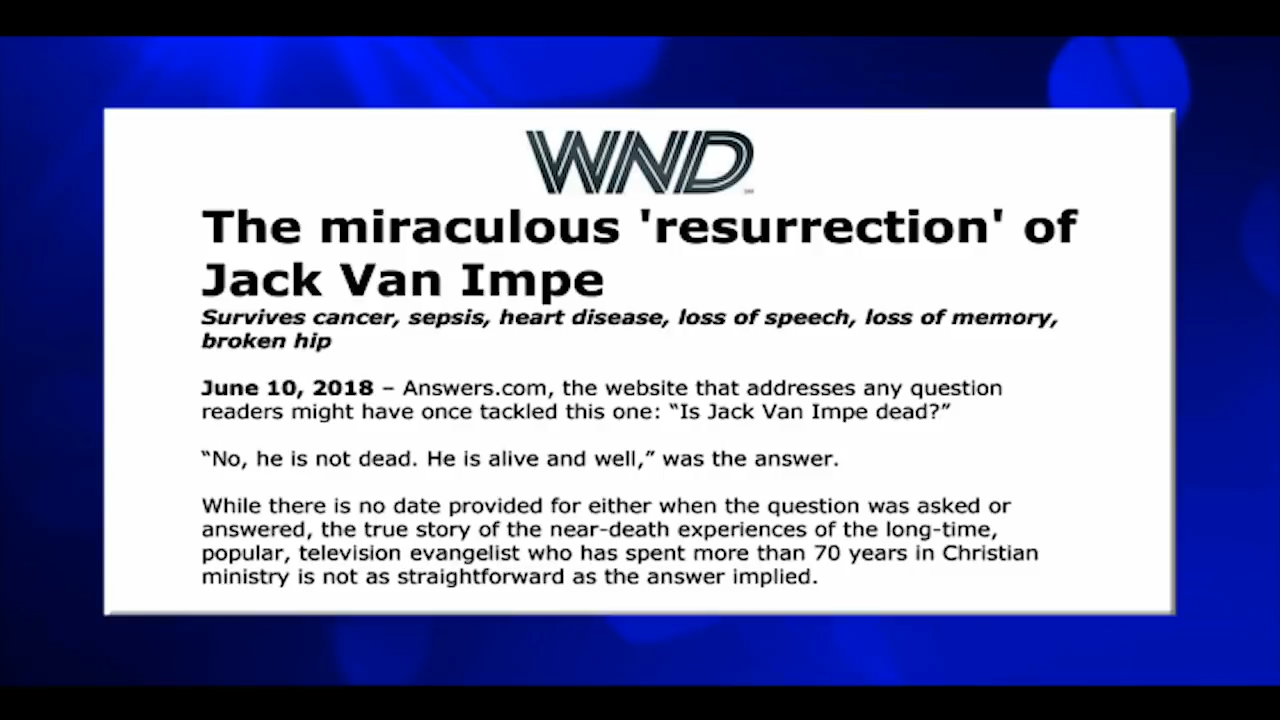 WND
The miraculous 'resurrection' of
Jack Van Impe
Survives cancer, sepsis, heart disease, loss of speech, loss of memory,
broken hip
June 10, 2018 – Answers.com, the website that addresses any question
readers might have once tackled this one: “Is Jack Van Impe dead?”
“No, he is not dead. He is alive and well,” was the answer.
While there is no date provided for either when the question was asked or
answered, the true story of the near-death experiences of the long-time,
popular, television evangelist who has spent more than 70 years in Christian
ministry is not as straightforward as the answer implied.